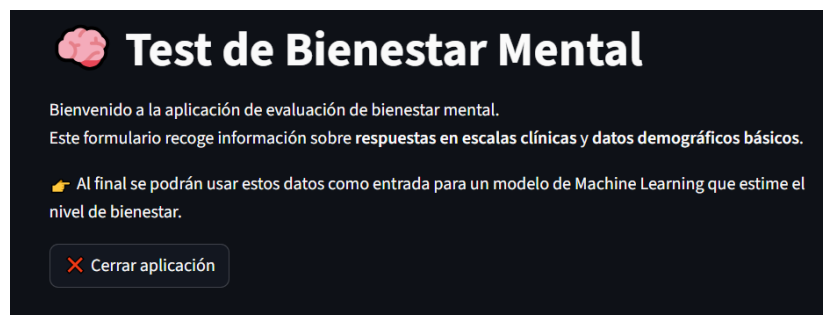 Test de Bienestar Mental
Bienvenido a la aplicación de evaluación de bienestar mental.
Este formulario recoge información sobre respuestas en escalas clínicas y datos demográficos básicos.
👉 Al final se podrán usar estos datos como entrada para un modelo de Machine Learning que estime el
nivel de bienestar.
❌ Cerrar aplicación